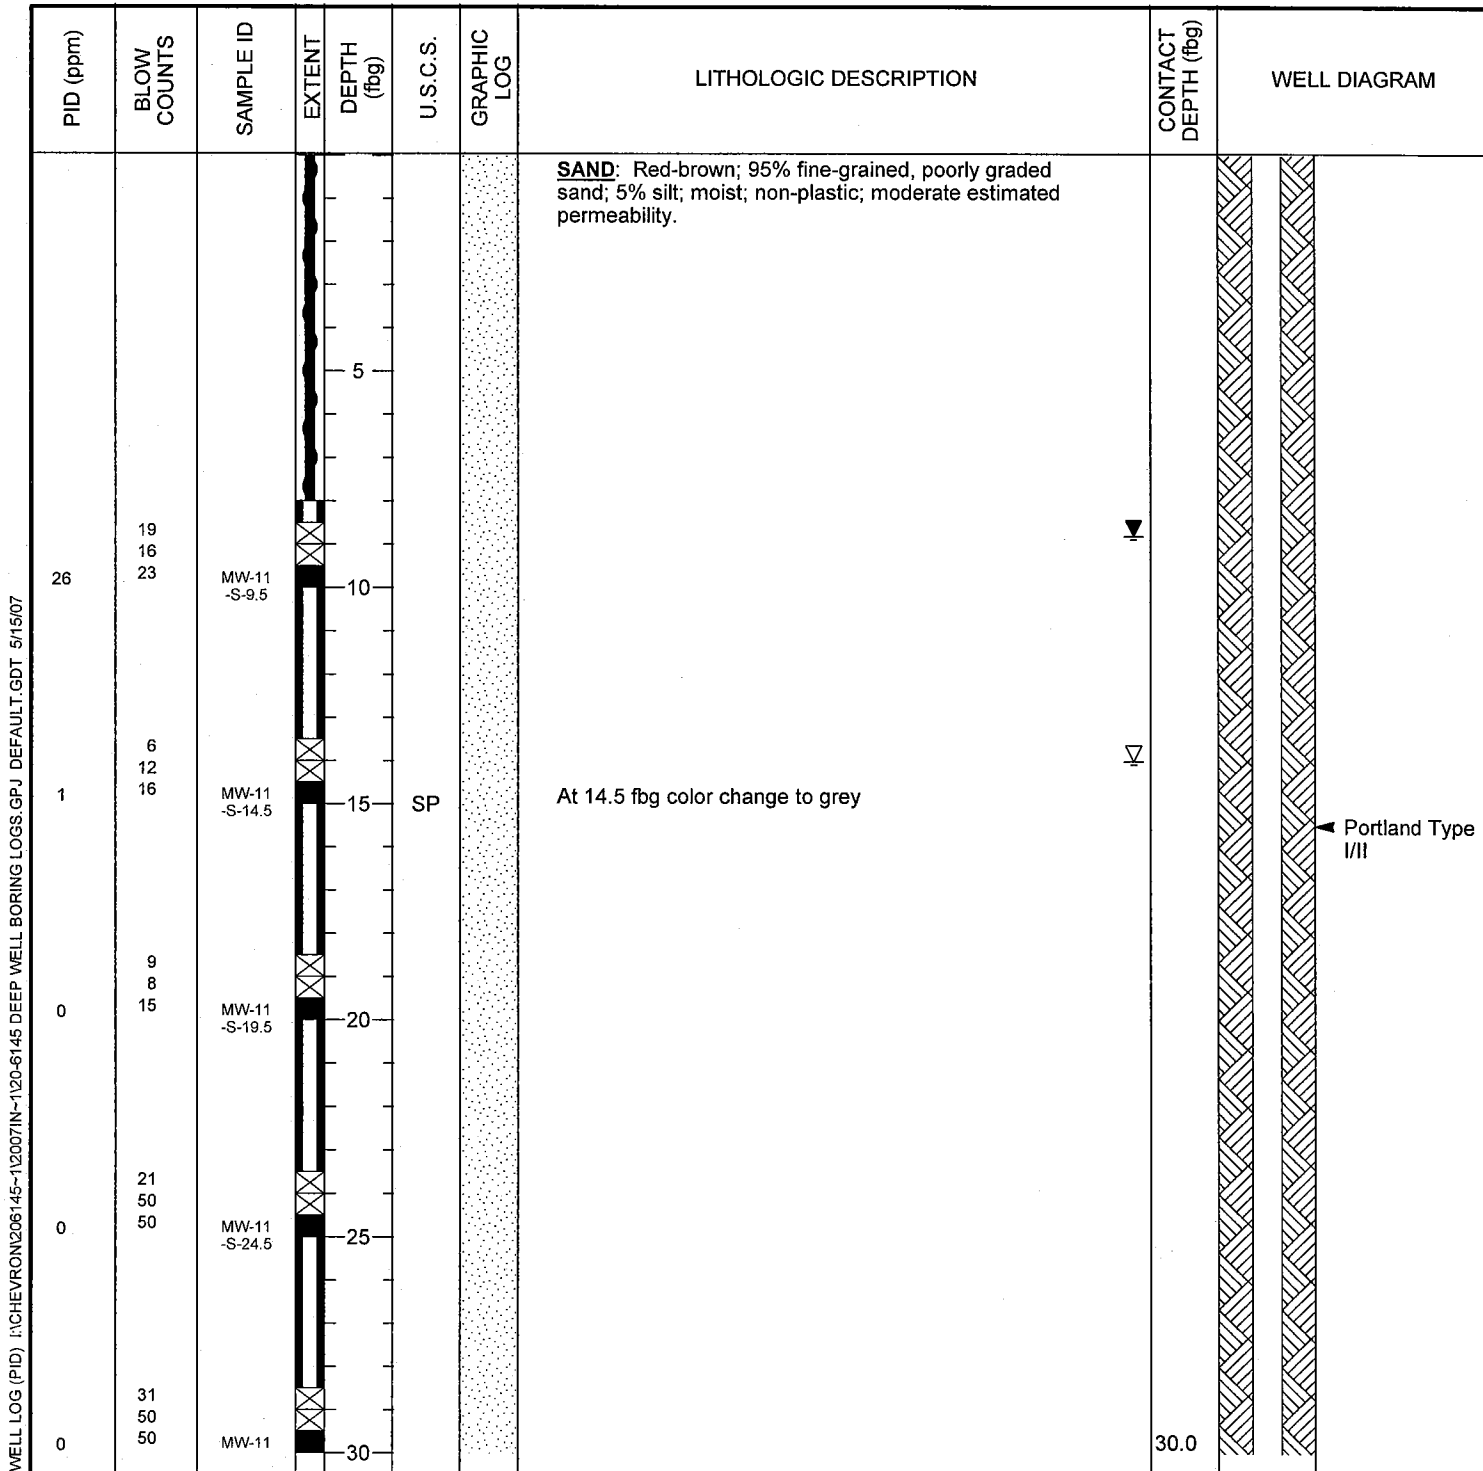 PID (ppm)
BLOW
COUNTS
SAMPLE ID
EXTENT
DEPTH
(fbg)
U.S.C.S.
GRAPHIC
LOG
LITHOLOGIC DESCRIPTION
CONTACT
DEPTH (fbg)
WELL DIAGRAM
SAND: Red-brown; 95% fine-grained, poorly graded
sand; 5% silt; moist; non-plastic; moderate estimated
permeability.
5
19
16
26
23
MW-11
-S-9.5
10
6
12
1
16
MW-11
-S-14.5
15
SP
At 14.5 fbg color change to grey
Portland Type
I/II
9
8
0
15
MW-11
-S-19.5
20
21
50
0
50
MW-11
-S-24.5
25
31
50
0
50
MW-11
30
30.0
WELL LOG (PID) I:\CHEVRON\206145~1\2007IN~1\20-6145 DEEP WELL BORING LOGS.GPJ DEFAULT.GDT 5/15/07